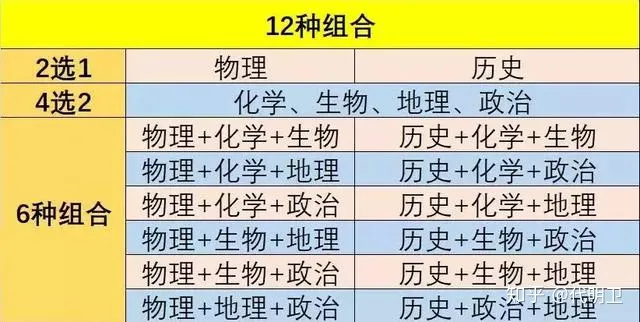 12种组合
2选1 物理 历史
4选2 化学、生物、地理、政治
物理+化学+生物 历史+化学+生物
物理+化学+地理 历史+化学+政治
6种组合 物理+化学+政治 历史+化学+地理
物理+生物+地理 历史+生物+政治
物理+生物+政治 历史+生物+地理
物理+地理+政治 历史+政治+地理
知乎 @代明卫